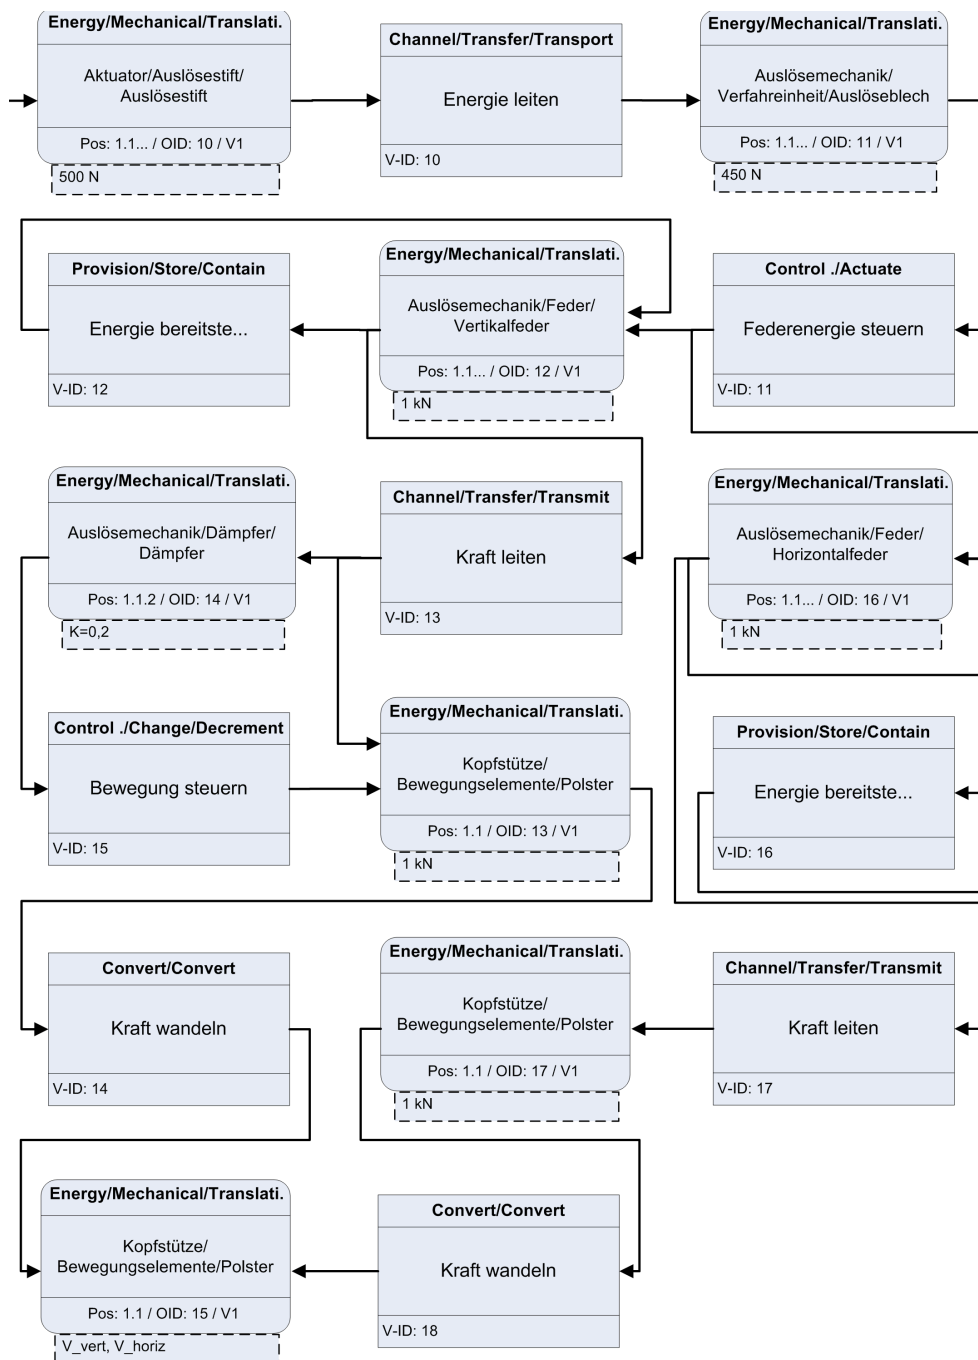 Energy/Mechanical/Translati.
Aktuator/Auslösestift/
Auslösestift
Pos: 1.1... / OID: 10 / V1
500 N
Channel/Transfer/Transport
Energie leiten
V-ID: 10
Energy/Mechanical/Translati.
Auslösemechanik/
Verfahreinheit/Auslöseblech
Pos: 1.1... / OID: 11 / V1
450 N
Provision/Store/Contain
Energie bereitste...
V-ID: 12
Energy/Mechanical/Translati.
Auslösemechanik/Feder/
Vertikalfeder
Pos: 1.1... / OID: 12 / V1
1 kN
Control ./Actuate
Federenergie steuern
V-ID: 11
Energy/Mechanical/Translati.
Auslösemechanik/Dämpfer/
Dämpfer
Pos: 1.1.2 / OID: 14 / V1
K=0,2
Channel/Transfer/Transmit
Kraft leiten
V-ID: 13
Energy/Mechanical/Translati.
Auslösemechanik/Feder/
Horizontalfeder
Pos: 1.1... / OID: 16 / V1
1 kN
Control ./Change/Decrement
Bewegung steuern
V-ID: 15
Energy/Mechanical/Translati.
Kopfstütze/
Bewegungselemente/Polster
Pos: 1.1 / OID: 13 / V1
1 kN
Provision/Store/Contain
Energie bereitste...
V-ID: 16
Convert/Convert
Kraft wandeln
V-ID: 14
Energy/Mechanical/Translati.
Kopfstütze/
Bewegungselemente/Polster
Pos: 1.1 / OID: 17 / V1
1 kN
Channel/Transfer/Transmit
Kraft leiten
V-ID: 17
Energy/Mechanical/Translati.
Kopfstütze/
Bewegungselemente/Polster
Pos: 1.1 / OID: 15 / V1
V_vert, V_horiz
Convert/Convert
Kraft wandeln
V-ID: 18